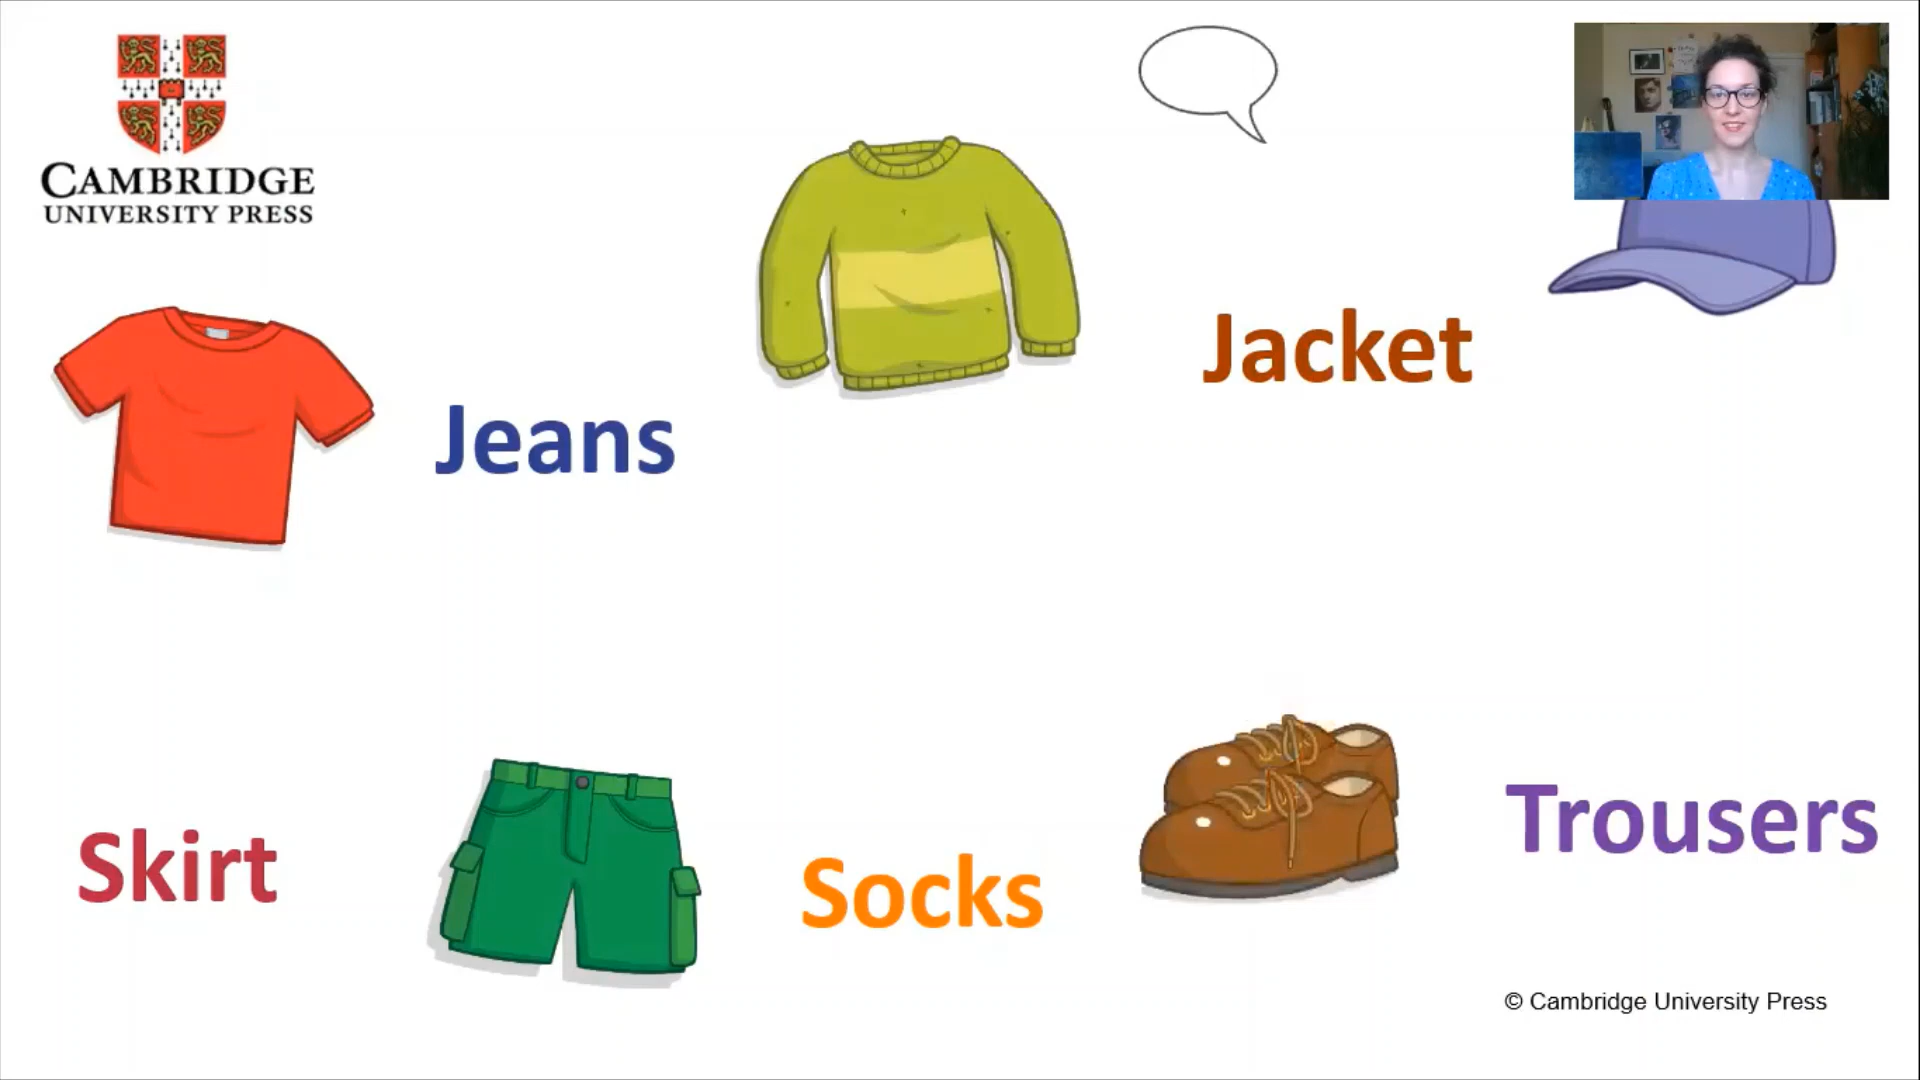 CAMBRIDGE
UNIVERSITY PRESS
Jacket
Jeans
Trousers
Skirt
Socks
© Cambridge University Press